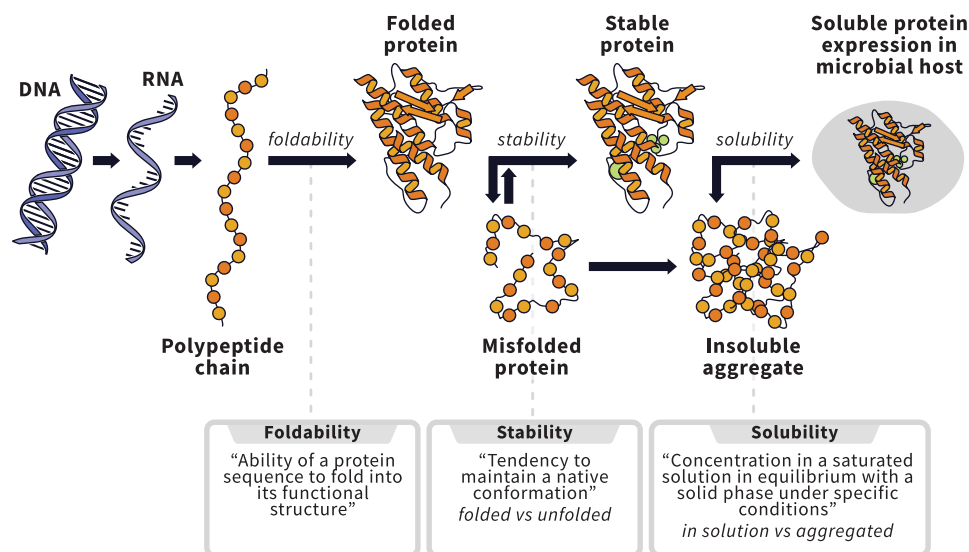 DNA
RNA
Folded
protein
Stable
protein
Soluble protein
expression in
microbial host
foldability
stability
solubility
Polypeptide
chain
Misfolded
protein
Insoluble
aggregate
Foldability
“Ability of a protein
sequence to fold into
its functional
structure”
Stability
“Tendency to
maintain a native
conformation”
folded vs unfolded
Solubility
“Concentration in a saturated
solution in equilibrium with a
solid phase under specific
conditions”
in solution vs aggregated